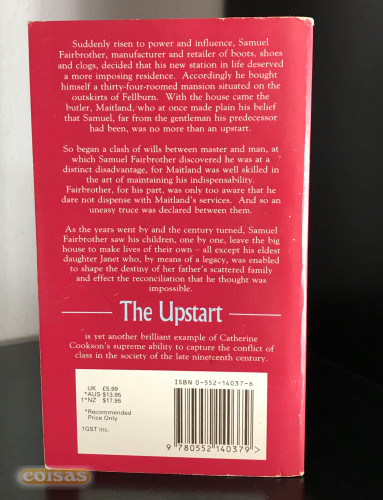 Suddenly risen to power and influence, Samuel
Fairbrother, manufacturer and retailer of boots, shoes
and clogs, decided that his new station in life deserved
a more imposing residence. Accordingly he bought
himself a thirty-four-roomed mansion situated on the
outskirts of Fellburn. With the house came the
butler, Maitland, who at once made plain his belief
that Samuel, far from the gentleman his predecessor
had been, was no more than an upstart.
So began a clash of wills between master and man, at
which Samuel Fairbrother discovered he was at a
distinct disadvantage, for Maitland was well skilled in
the art of maintaining his indispensability.
Fairbrother, for his part, was only too aware that he
dare not dispense with Maitland's services. And so an
uneasy truce was declared between them.
As the years went by and the century turned, Samuel
Fairbrother saw his children, one by one, leave the big
house to make lives of their own – all except his eldest
daughter Janet who, by means of a legacy, was enabled
to shape the destiny of her father's scattered family
and effect the reconciliation that he thought was
impossible.
The Upstart
is yet another brilliant example of Catherine
Cookson's supreme ability to capture the conflict of
class in the society of the late nineteenth century.
UK £5.99
*AUS $13.95
†*NZ $17.95
*Recommended
Price Only
†GST inc.
ISBN 0-552-14037-6
9 780552 140379 >
coisas